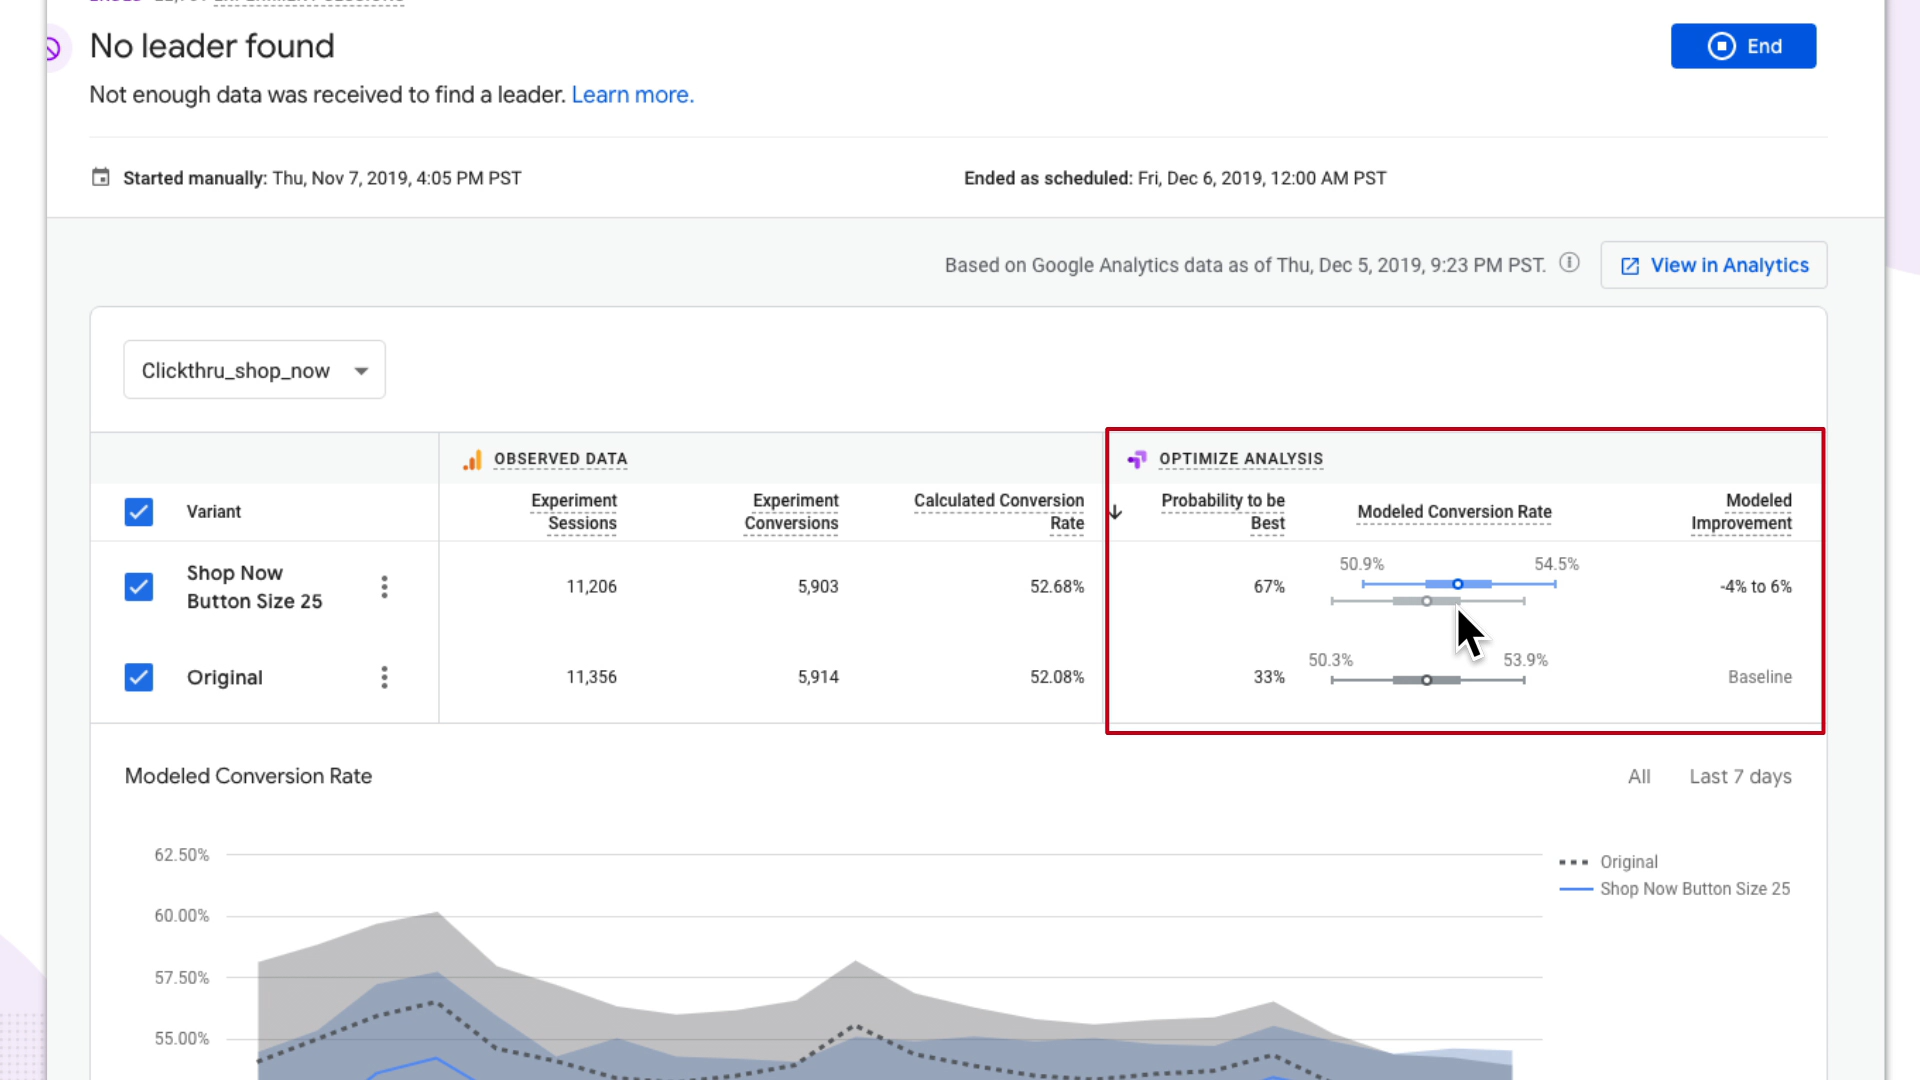 No leader found
End
Not enough data was received to find a leader. Learn more.
Started manually: Thu, Nov 7, 2019, 4:05 PM PST
Ended as scheduled: Fri, Dec 6, 2019, 12:00 AM PST
Based on Google Analytics data as of Thu, Dec 5, 2019, 9:23 PM PST.
View in Analytics
Clickthru_shop_now
OBSERVED DATA
OPTIMIZE ANALYSIS
Variant
Experiment
Sessions
Experiment
Conversions
Calculated Conversion
Rate
Probability to be
Best
Modeled Conversion Rate
Modeled
Improvement
Shop Now
Button Size 25
11,206
5,903
52.68%
67%
50.9%
54.5%
-4% to 6%
Original
11,356
5,914
52.08%
33%
50.3%
53.9%
Baseline
Modeled Conversion Rate
All
Last 7 days
62.50%
60.00%
57.50%
55.00%
Original
Shop Now Button Size 25